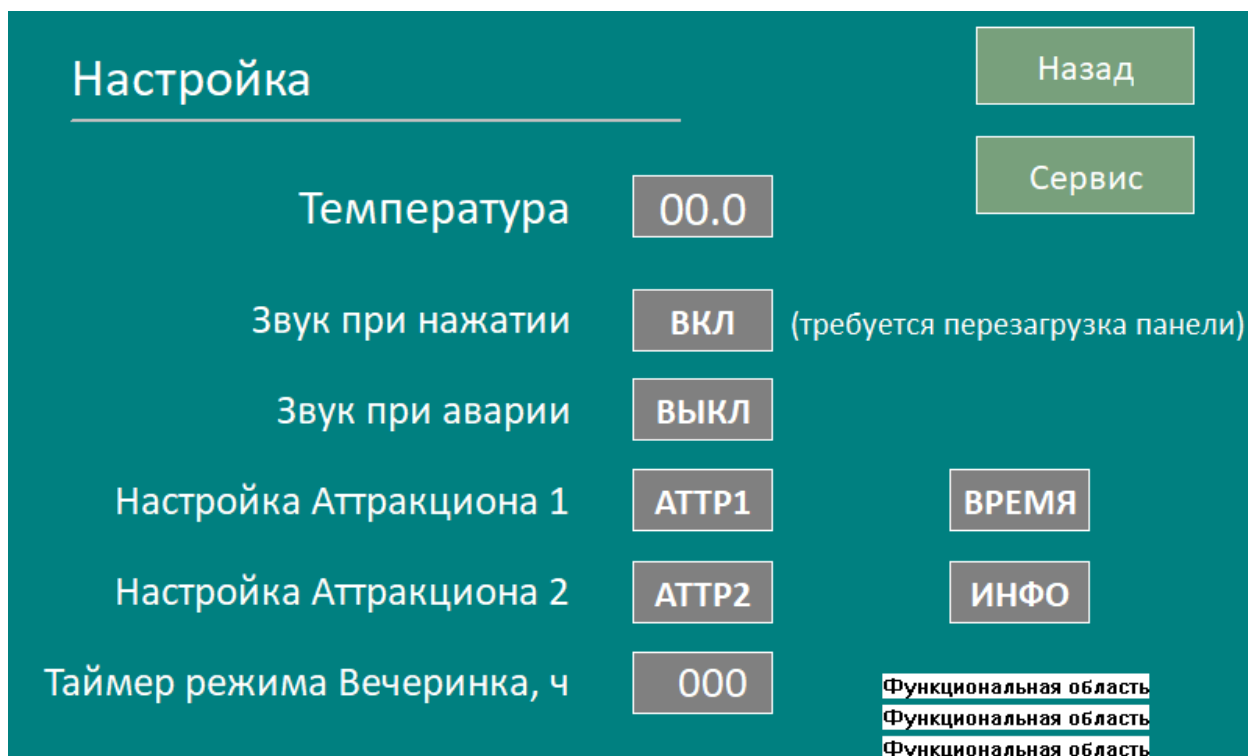 Настройка
Назад
Сервис
Температура 00.0
Звук при нажатии ВКЛ (требуется перезагрузка панели)
Звук при аварии ВЫКЛ
Настройка Аттракциона 1 АТТР1 ВРЕМЯ
Настройка Аттракциона 2 АТТР2 ИНФО
Таймер режима Вечеринка, ч 000
Функциональная область
Функциональная область
Функциональная область